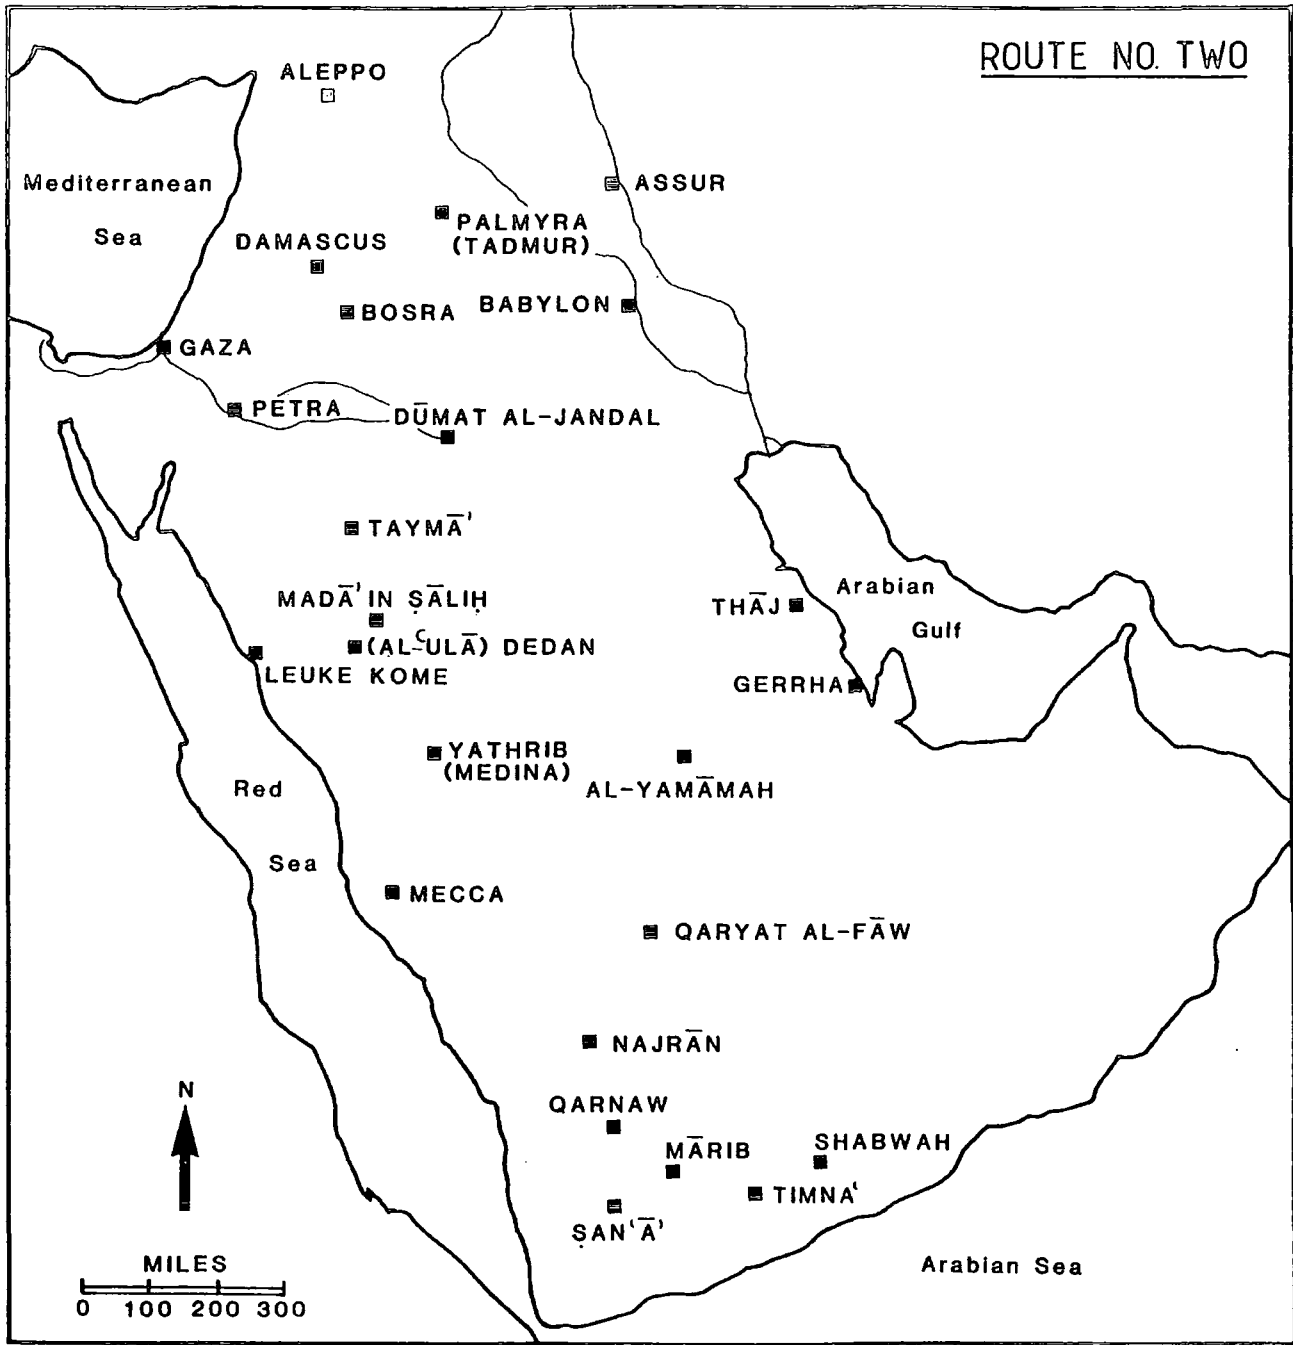 ROUTE NO. TWO
ALEPPO
Mediterranean
Sea
ASSUR
PALMYRA
(TADMUR)
DAMASCUS
BOSRA
BABYLON
GAZA
PETRA
DŪMAT AL-JANDAL
TAYMĀ'
MADĀ'IN ṢĀLIḤ
(AL-ʿULĀ) DEDAN
LEUKE KOME
THĀJ
Arabian
Gulf
GERRHA
YATHRIB
(MEDINA)
AL-YAMĀMAH
Red
Sea
MECCA
QARYAT AL-FĀW
NAJRĀN
N
QARNAW
MĀRIB
SHABWAH
TIMNAʿ
ṢANʿĀ'
Arabian Sea
MILES
0 100 200 300